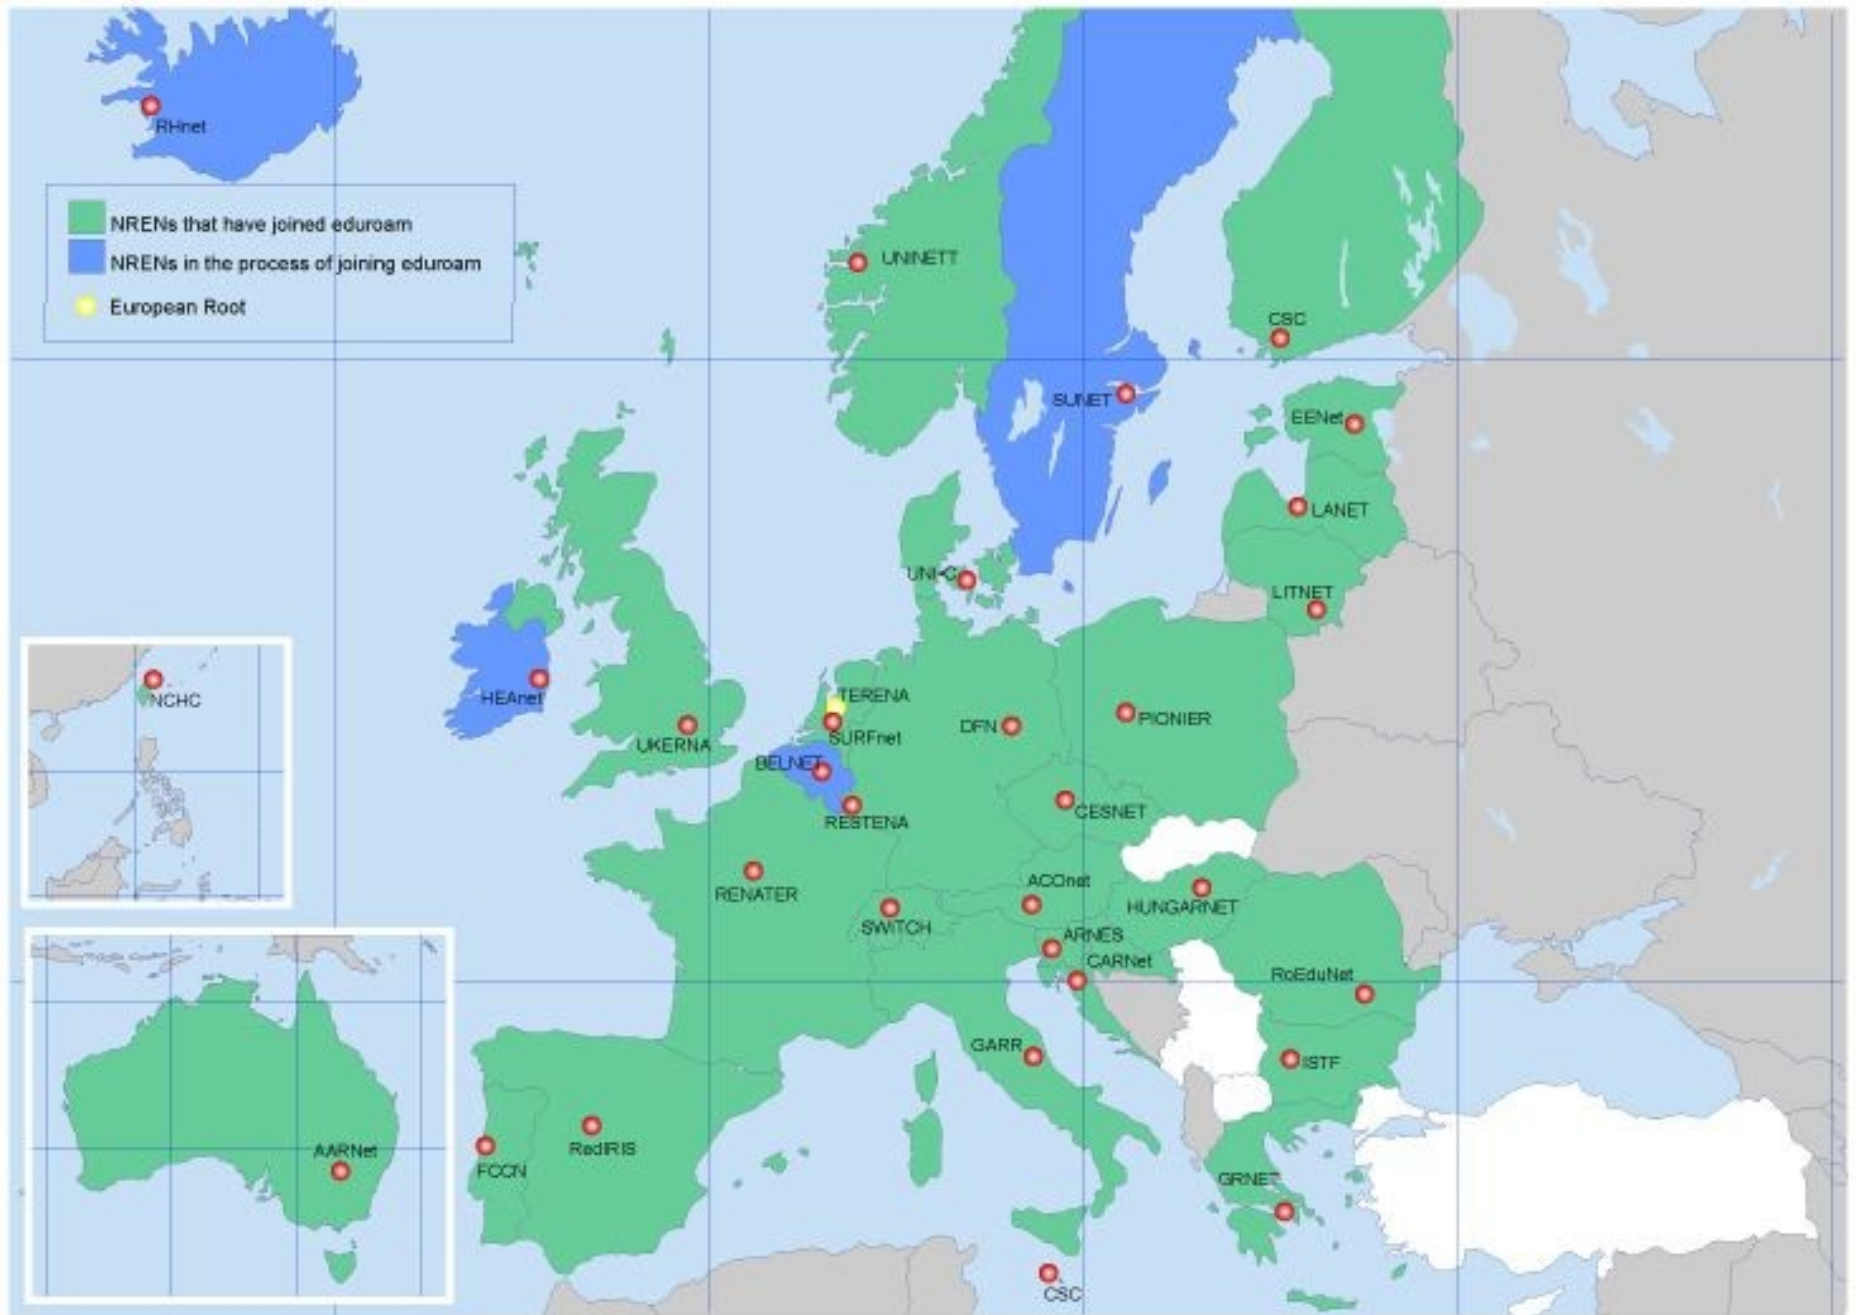 RHnet
NRENs that have joined eduroam
NRENs in the process of joining eduroam
European Root
UNINETT
CSC
SUNET
EENet
LANET
UNI-C
LITNET
HEAnet
NCHC
TERENA
UKERNA
SURFnet
DFN
PIONIER
BELNET
RESTENA
CESNET
RENATER
ACOnet
SWITCH
HUNGARNET
ARNES
CARNet
RoEduNet
GARR
ISTF
AARNet
FCCN
RedIRIS
GRNET
CSC